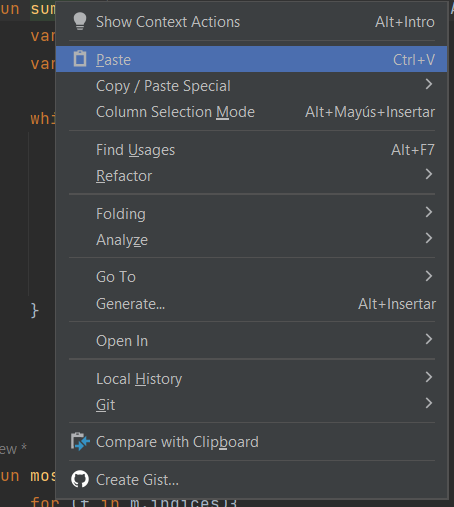 un sum
Show Context Actions Alt+Intro
var
Paste Ctrl+V
var
Copy / Paste Special
Column Selection Mode Alt+Mayús+Insertar
whi
Find Usages Alt+F7
Refactor
Folding
Analyze
Go To
Generate... Alt+Insertar
}
Open In
Local History
Git
Compare with Clipboard
ew *
un mos
Create Gist...
for (f in m.indices){